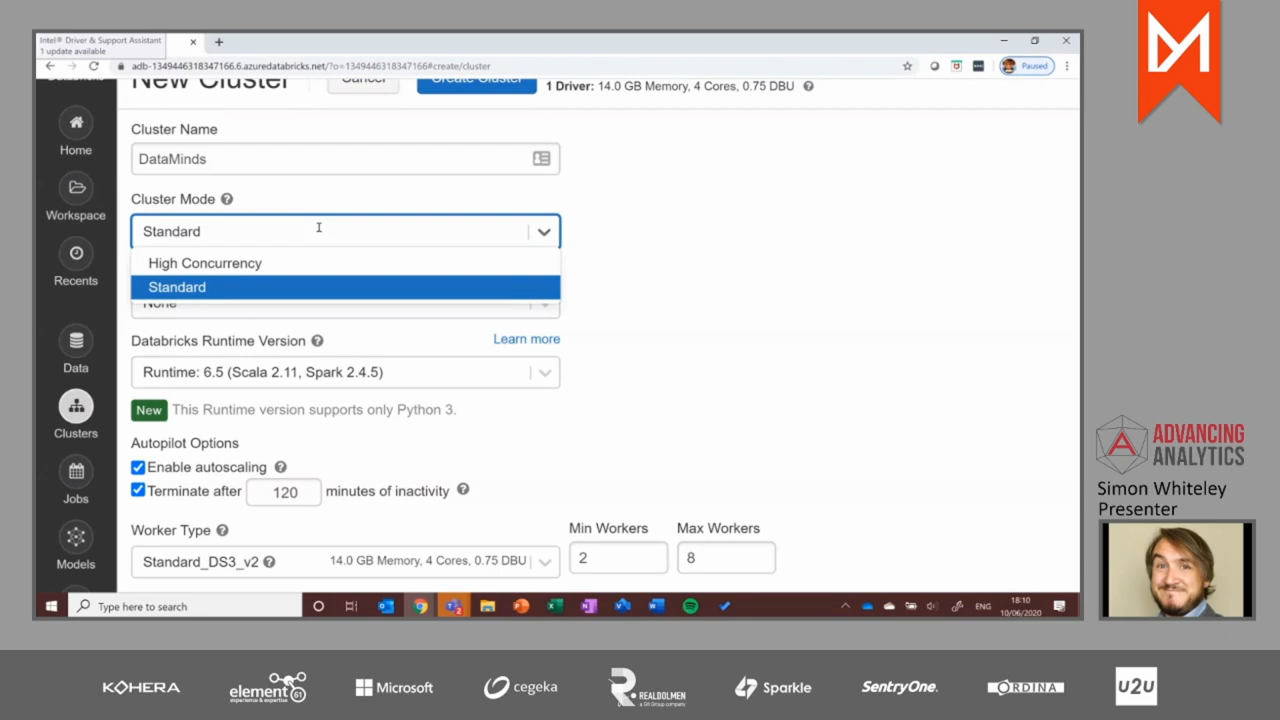 Intel® Driver & Support Assistant
1 update available
adb-1349446318347166.6.azuredatabricks.net/?o=1349446318347166#create/cluster
Paused
New Cluster
Cancel
Create Cluster
1 Driver: 14.0 GB Memory, 4 Cores, 0.75 DBU
Home
Workspace
Recents
Data
Clusters
Jobs
Models
Cluster Name
DataMinds
Cluster Mode
Standard
High Concurrency
Standard
None
Databricks Runtime Version
Learn more
Runtime: 6.5 (Scala 2.11, Spark 2.4.5)
New This Runtime version supports only Python 3.
Autopilot Options
Enable autoscaling
Terminate after 120 minutes of inactivity
Worker Type
Min Workers
Max Workers
Standard_DS3_v2
14.0 GB Memory, 4 Cores, 0.75 DBU
2
8
Type here to search
ENG
18:10
10/06/2020
ADVANCING
ANALYTICS
Simon Whiteley
Presenter
KOHERA
element 61
experience & expertise
Microsoft
cegeka
REALDOLMEN
a Gfi Group company
Sparkle
SentryOne.
ORDINA
U2U